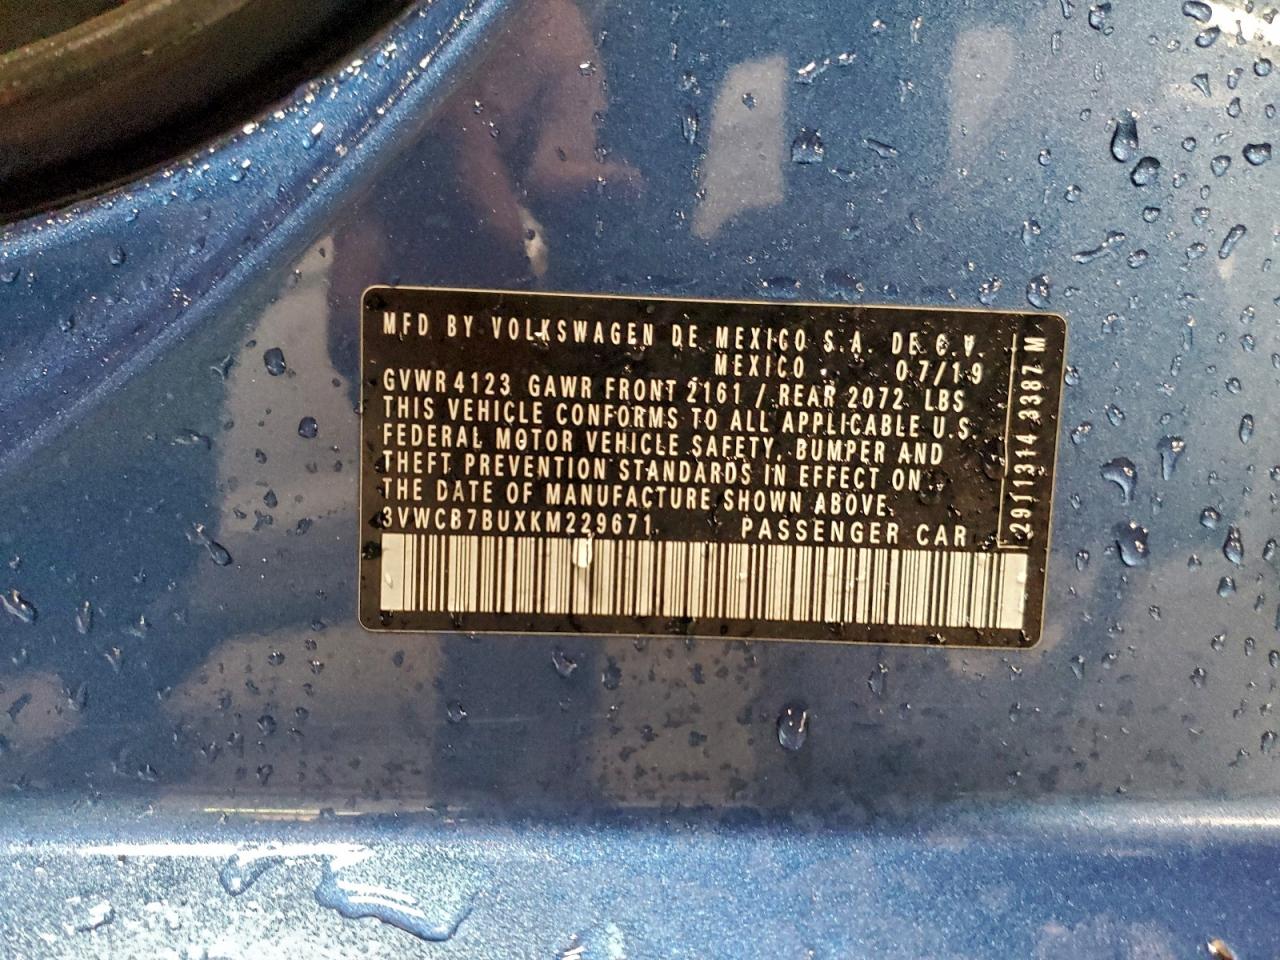 MFD BY VOLKSWAGEN DE MEXICO S.A. DE C.V.
MEXICO 07/19
GVWR 4123 GAWR FRONT 2161 / REAR 2072 LBS
THIS VEHICLE CONFORMS TO ALL APPLICABLE U.S.
FEDERAL MOTOR VEHICLE SAFETY, BUMPER AND
THEFT PREVENTION STANDARDS IN EFFECT ON
THE DATE OF MANUFACTURE SHOWN ABOVE.
3VWCB7BUXKM229671 PASSENGER CAR